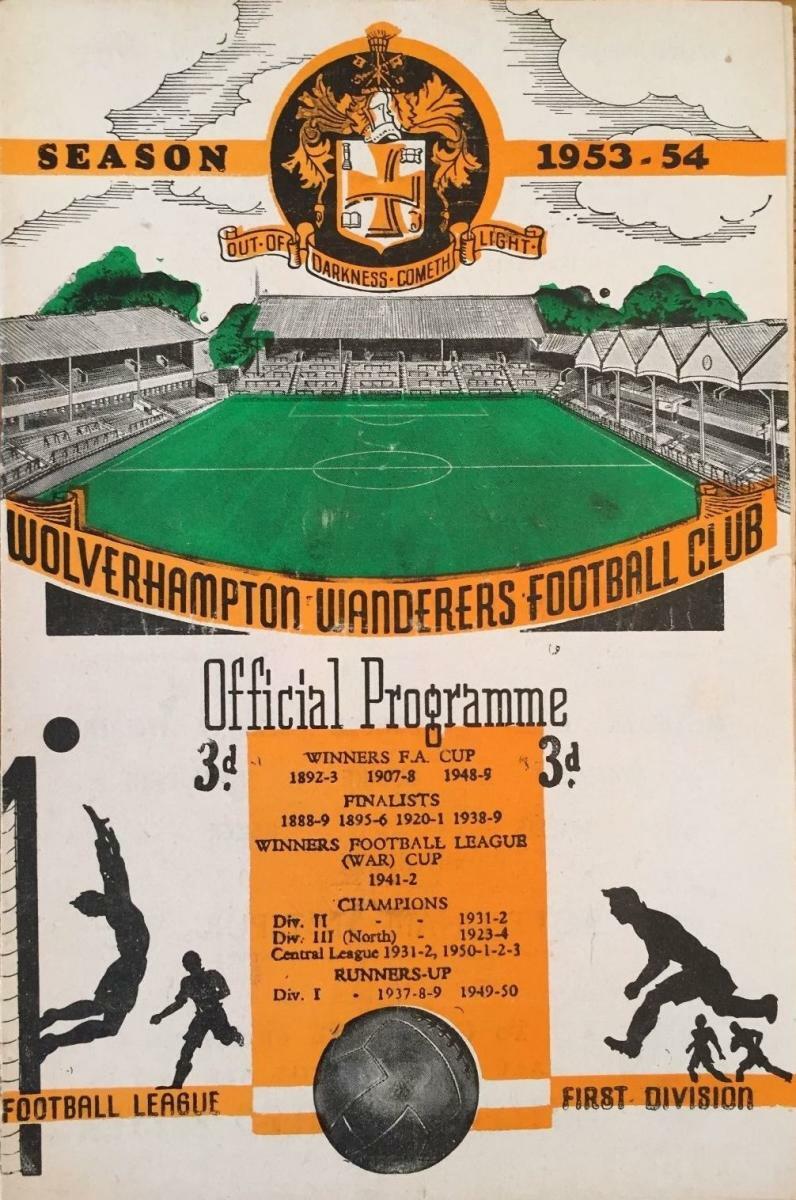 SEASON 1953-54
OUT·OF DARKNESS·COMETH LIGHT·
WOLVERHAMPTON WANDERERS FOOTBALL CLUB
Official Programme
3d. 3d.
WINNERS F.A. CUP
1892-3 1907-8 1948-9
FINALISTS
1888-9 1895-6 1920-1 1938-9
WINNERS FOOTBALL LEAGUE
(WAR) CUP
1941-2
CHAMPIONS
Div. II - - 1931-2
Div. III (North) - 1923-4
Central League 1931-2, 1950-1-2-3
RUNNERS-UP
Div. I - 1937-8-9 1949-50
FOOTBALL LEAGUE FIRST DIVISION